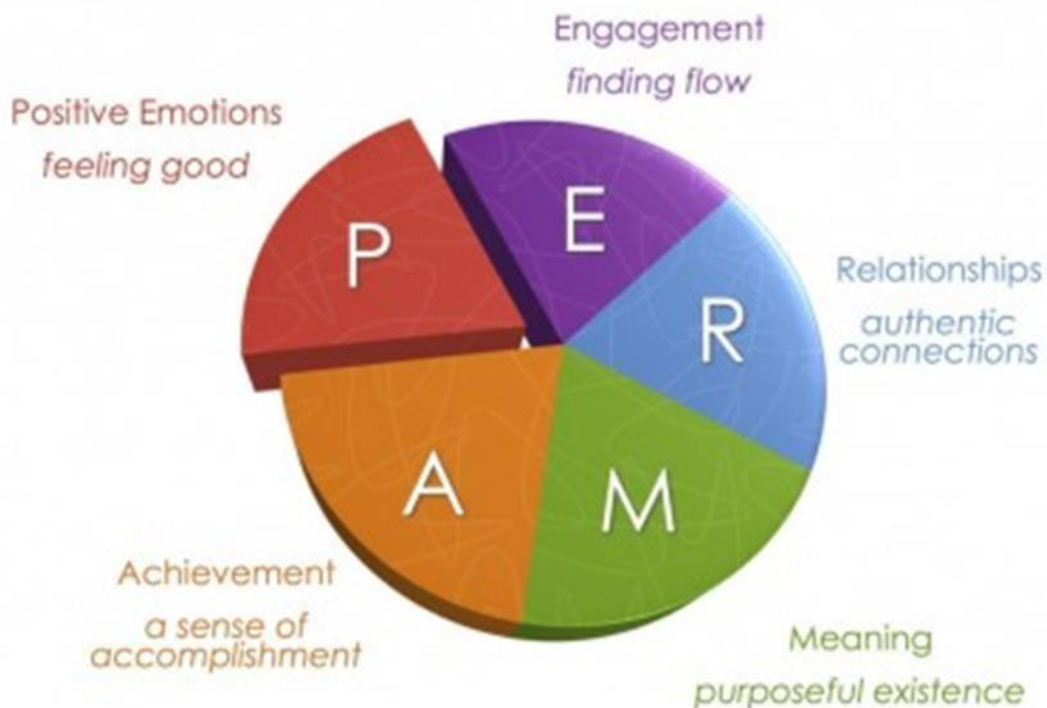 Engagement
finding flow
Positive Emotions
feeling good
P
E
Relationships
authentic
connections
R
A
M
Achievement
a sense of
accomplishment
Meaning
purposeful existence